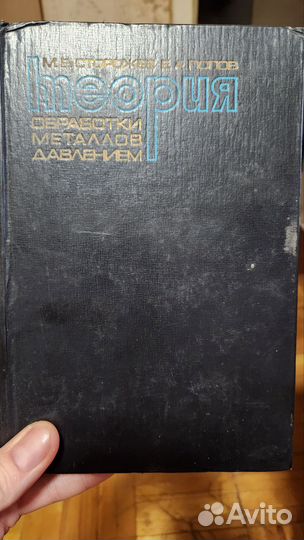 М.В.СТОРОЖЕВ Е.А.ПОПОВ
теория
ОБРАБОТКИ
МЕТАЛЛОВ
ДАВЛЕНИЕМ
Avito